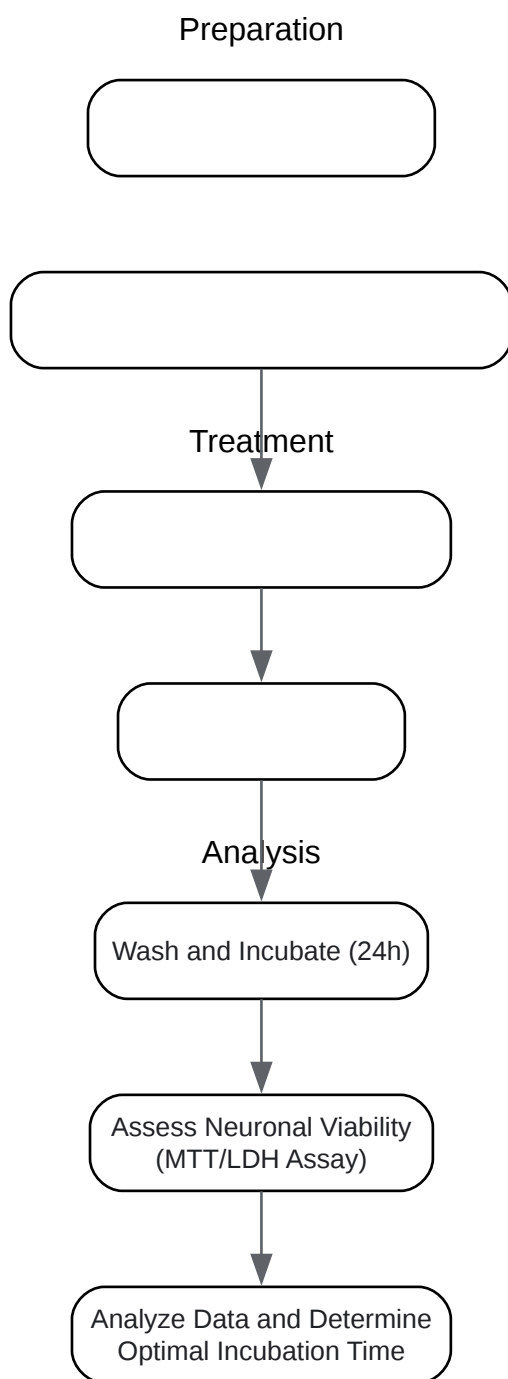 Preparation
Treatment
Analysis
Wash and Incubate (24h)
Assess Neuronal Viability
(MTT/LDH Assay)
Analyze Data and Determine
Optimal Incubation Time